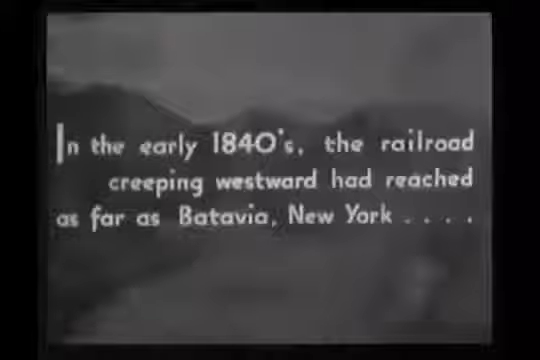 In the early 1840's, the railroad
creeping westward had reached
as far as Batavia, New York . . . .